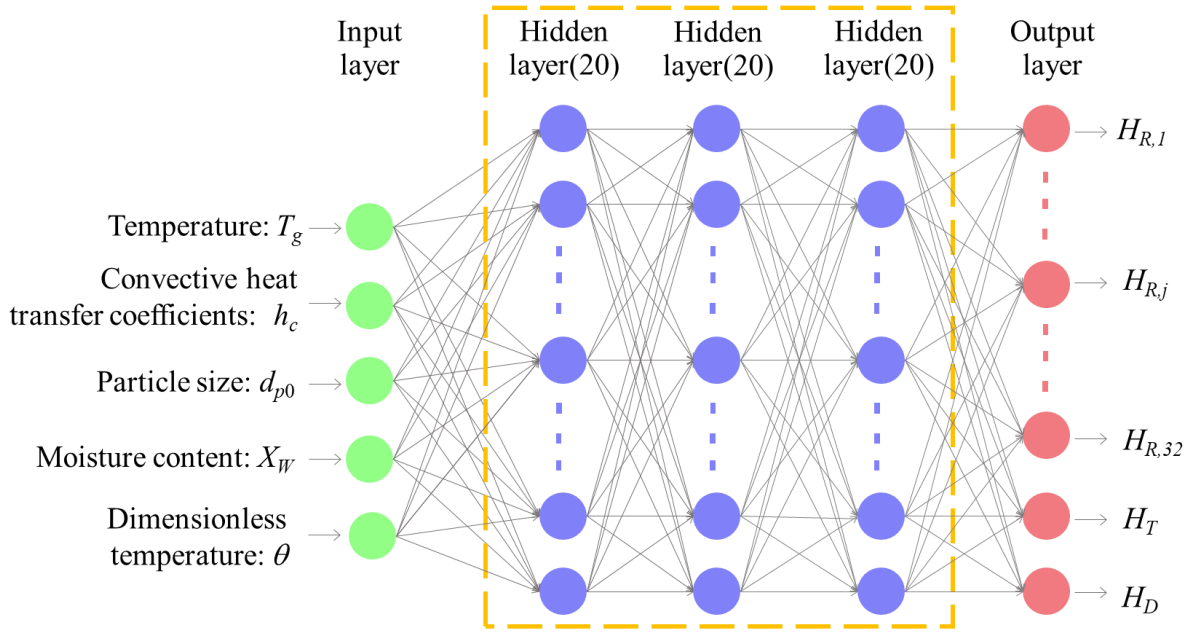 Input
layer
Hidden
layer(20)
Hidden
layer(20)
Hidden
layer(20)
Output
layer
Temperature: T_g
Convective heat
transfer coefficients: h_c
Particle size: d_{p0}
Moisture content: X_W
Dimensionless
temperature: θ
H_{R,1}
H_{R,j}
H_{R,32}
H_T
H_D